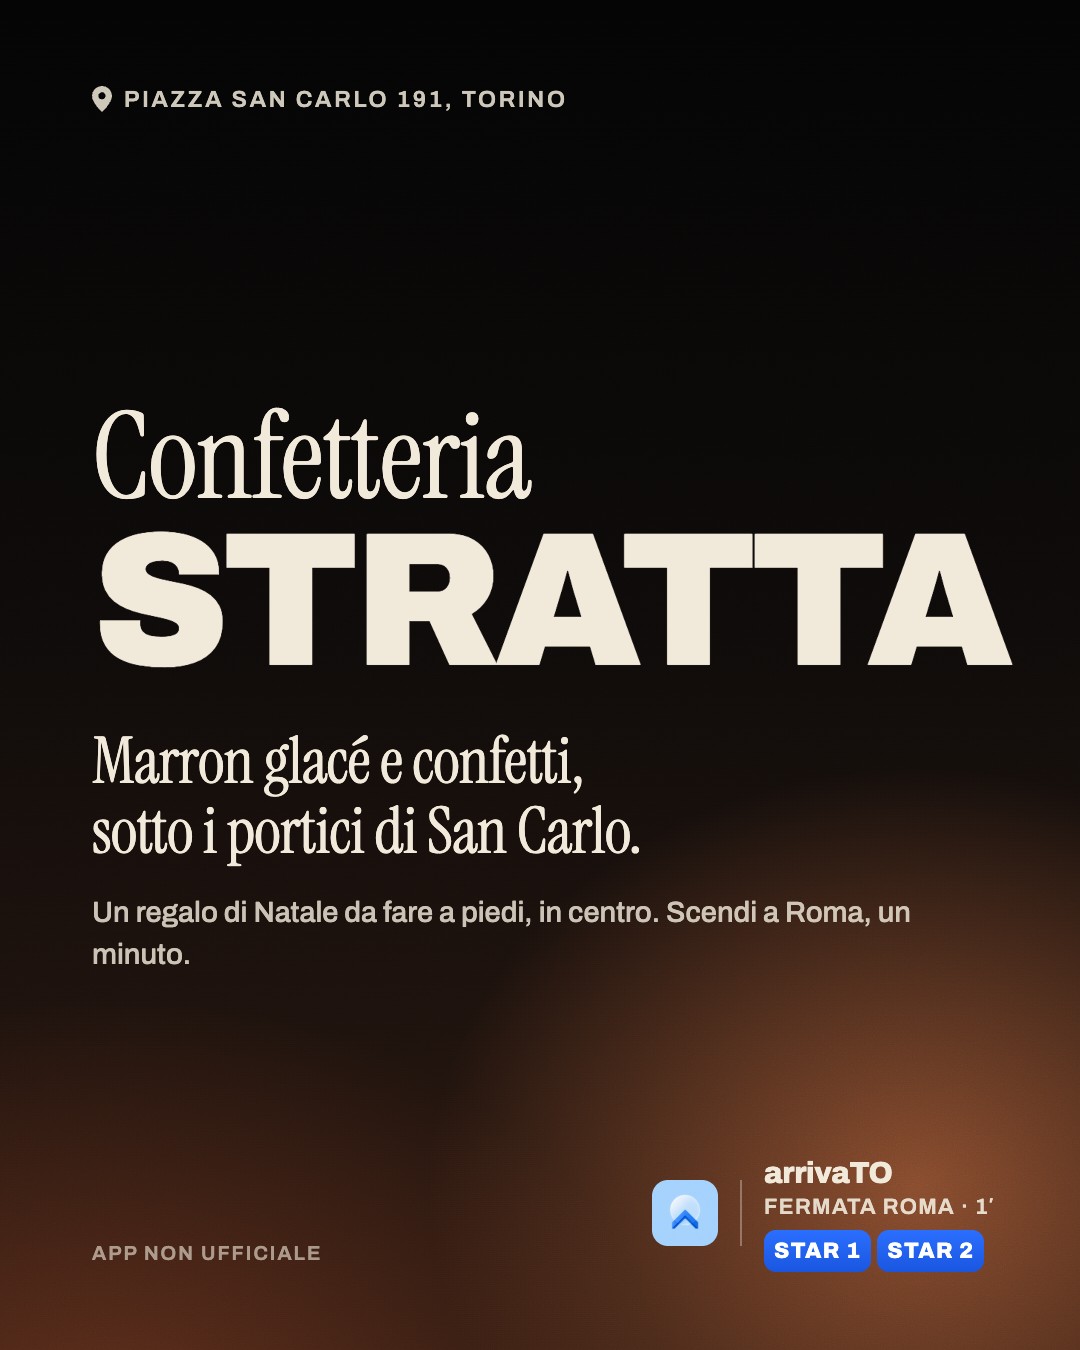 PIAZZA SAN CARLO 191, TORINO
Confetteria
STRATTA
Marron glacé e confetti,
sotto i portici di San Carlo.
Un regalo di Natale da fare a piedi, in centro. Scendi a Roma, un
minuto.
arrivaTO
FERMATA ROMA · 1′
STAR 1 STAR 2
APP NON UFFICIALE